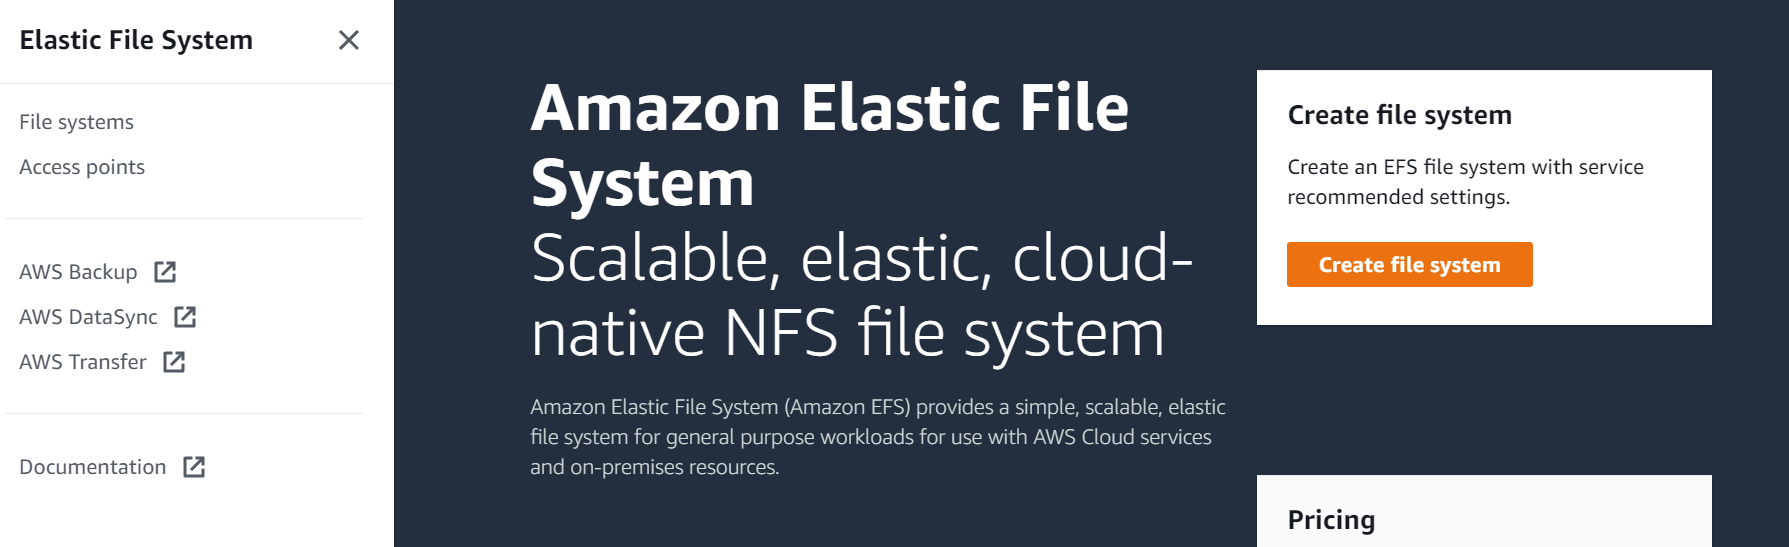 Elastic File System
File systems
Access points
AWS Backup
AWS DataSync
AWS Transfer
Documentation
Amazon Elastic File
System
Scalable, elastic, cloud-
native NFS file system
Amazon Elastic File System (Amazon EFS) provides a simple, scalable, elastic
file system for general purpose workloads for use with AWS Cloud services
and on-premises resources.
Create file system
Create an EFS file system with service
recommended settings.
Create file system
Pricing